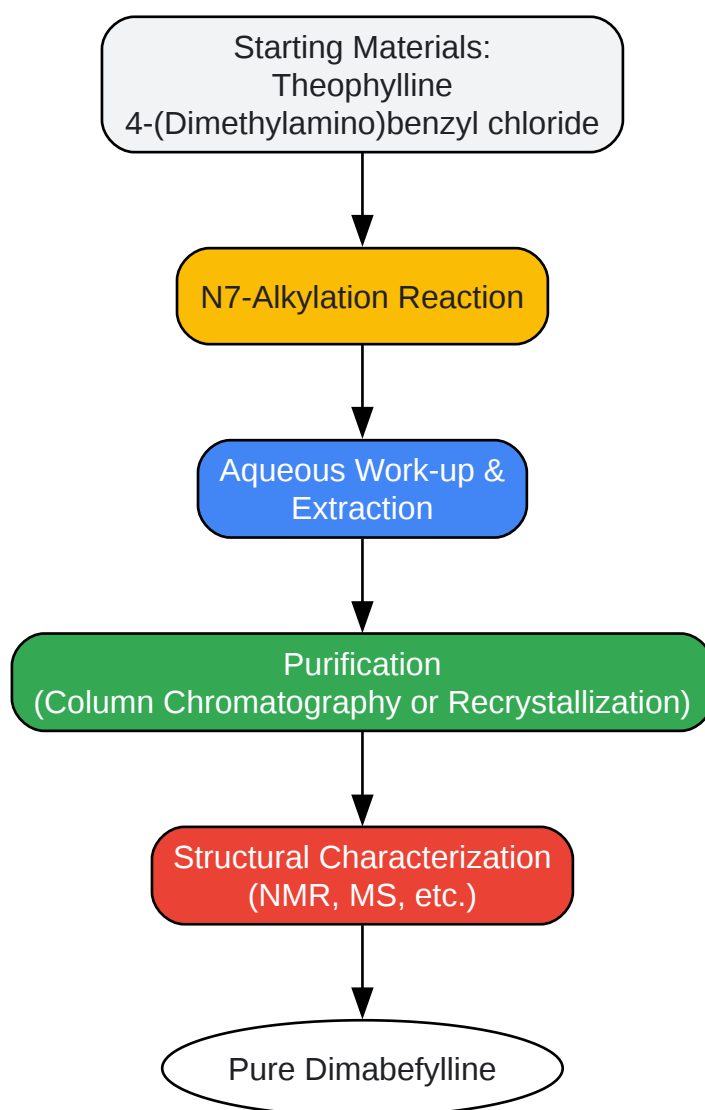 Starting Materials:
Theophylline
4-(Dimethylamino)benzyl chloride
N7-Alkylation Reaction
Aqueous Work-up &
Extraction
Purification
(Column Chromatography or Recrystallization)
Structural Characterization
(NMR, MS, etc.)
Pure Dimabefylline